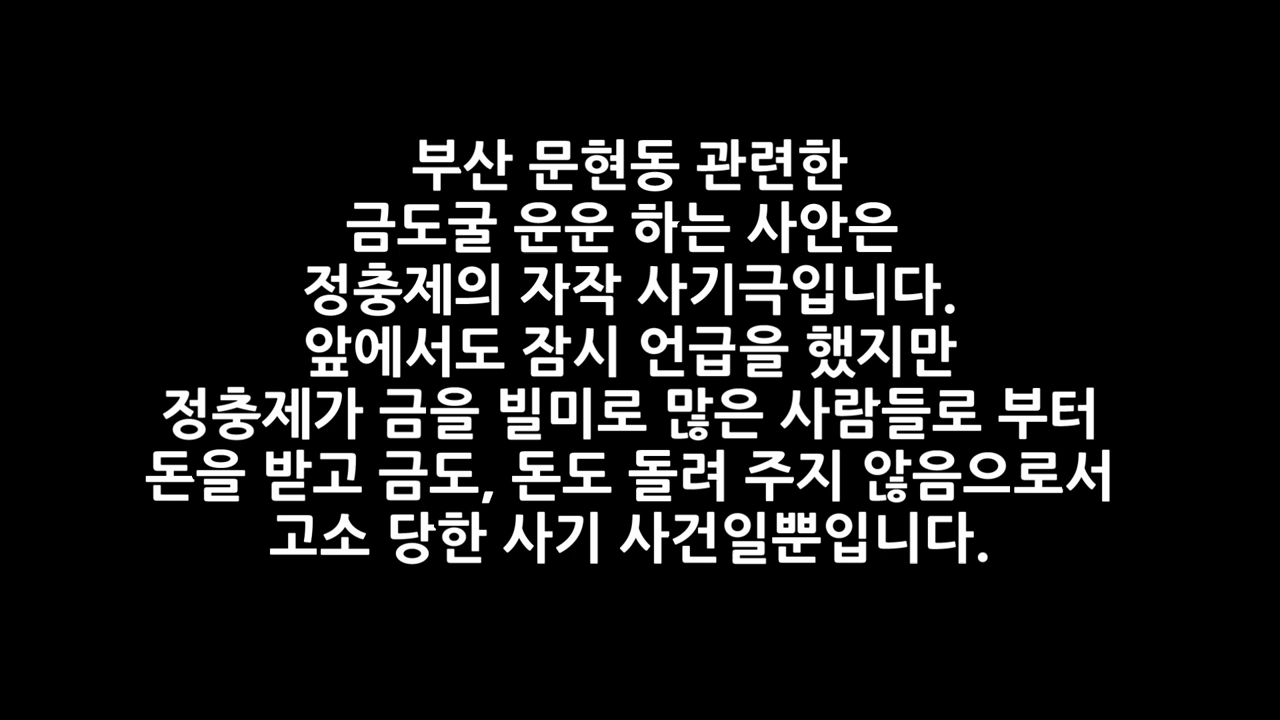 부산 문현동 관련한
금도굴 운운 하는 사안은
정충제의 자작 사기극입니다.
앞에서도 잠시 언급을 했지만
정충제가 금을 빌미로 많은 사람들로 부터
돈을 받고 금도, 돈도 돌려 주지 않음으로서
고소 당한 사기 사건일뿐입니다.